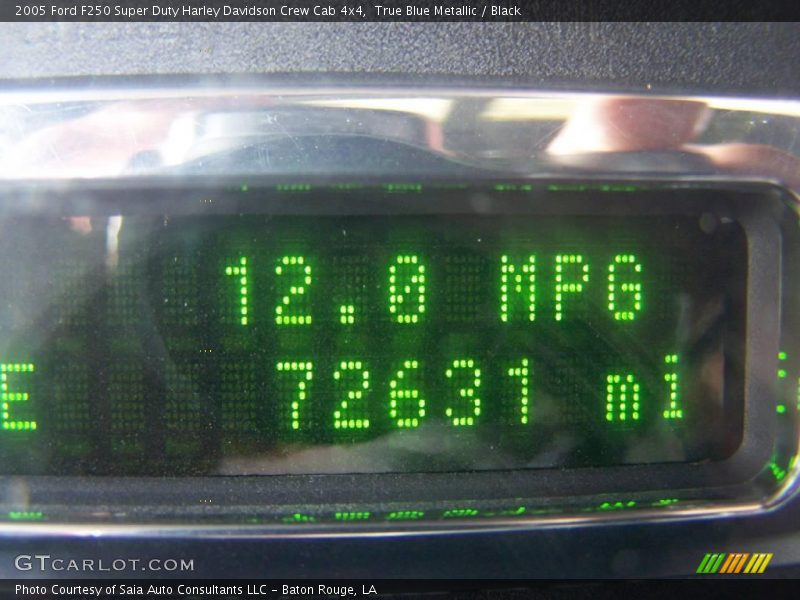 2005 Ford F250 Super Duty Harley Davidson Crew Cab 4x4,  True Blue Metallic / Black
12.0 MPG
E 72631 mi
GTCARLOT.COM
Photo Courtesy of Saia Auto Consultants LLC - Baton Rouge, LA